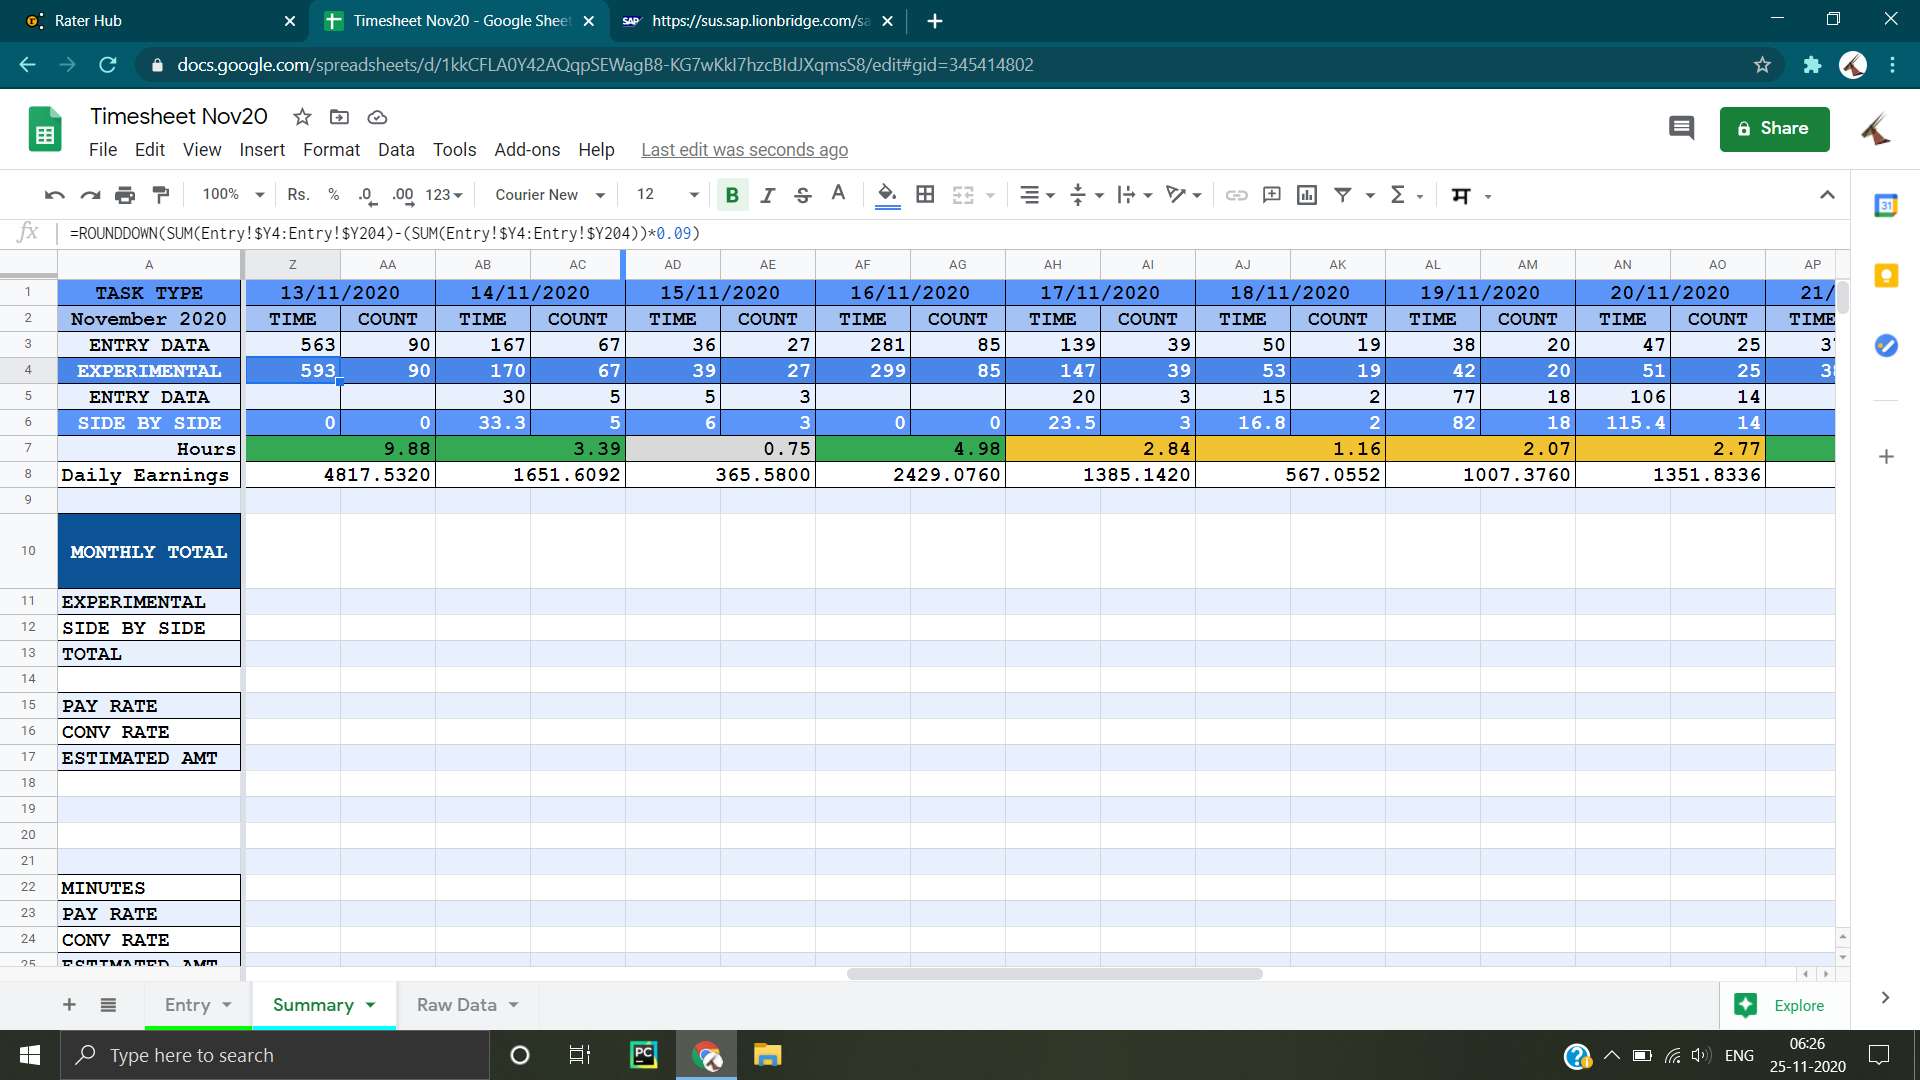 Rater Hub
Timesheet Nov20 - Google Sheet
SAP https://sus.sap.lionbridge.com/sa
docs.google.com/spreadsheets/d/1kkCFLA0Y42AQqpSEWagB8-KG7wKkI7hzcBIdJXqmsS8/edit#gid=345414802
Timesheet Nov20
File Edit View Insert Format Data Tools Add-ons Help Last edit was seconds ago
Share
100% Rs. % .0 .00 123 Courier New 12 B I S A Σ म
31
fx =ROUNDDOWN(SUM(Entry!$Y4:Entry!$Y204)-(SUM(Entry!$Y4:Entry!$Y204))*0.09)
A Z AA AB AC AD AE AF AG AH AI AJ AK AL AM AN AO AP
1 TASK TYPE 13/11/2020 14/11/2020 15/11/2020 16/11/2020 17/11/2020 18/11/2020 19/11/2020 20/11/2020 21/
2 November 2020 TIME COUNT TIME COUNT TIME COUNT TIME COUNT TIME COUNT TIME COUNT TIME COUNT TIME COUNT TIME
3 ENTRY DATA 563 90 167 67 36 27 281 85 139 39 50 19 38 20 47 25
4 EXPERIMENTAL 593 90 170 67 39 27 299 85 147 39 53 19 42 20 51 25
5 ENTRY DATA 30 5 5 3 20 3 15 2 77 18 106 14
6 SIDE BY SIDE 0 0 33.3 5 6 3 0 0 23.5 3 16.8 2 82 18 115.4 14
7 Hours 9.88 3.39 0.75 4.98 2.84 1.16 2.07 2.77
8 Daily Earnings 4817.5320 1651.6092 365.5800 2429.0760 1385.1420 567.0552 1007.3760 1351.8336
9
10 MONTHLY TOTAL
11 EXPERIMENTAL
12 SIDE BY SIDE
13 TOTAL
14
15 PAY RATE
16 CONV RATE
17 ESTIMATED AMT
18
19
20
21
22 MINUTES
23 PAY RATE
24 CONV RATE
25 ESTIMATED AMT
Entry Summary Raw Data Explore
Type here to search
PC
ENG
06:26
25-11-2020